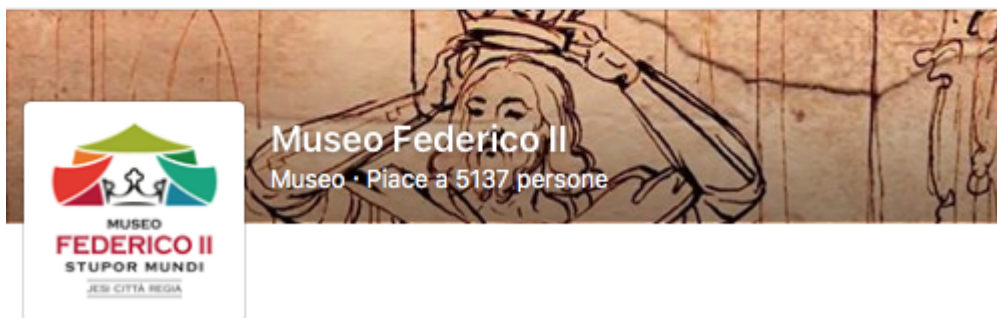 Museo Federico II
Museo · Piace a 5137 persone
MUSEO
FEDERICO II
STUPOR MUNDI
JESI CITTÀ REGIA